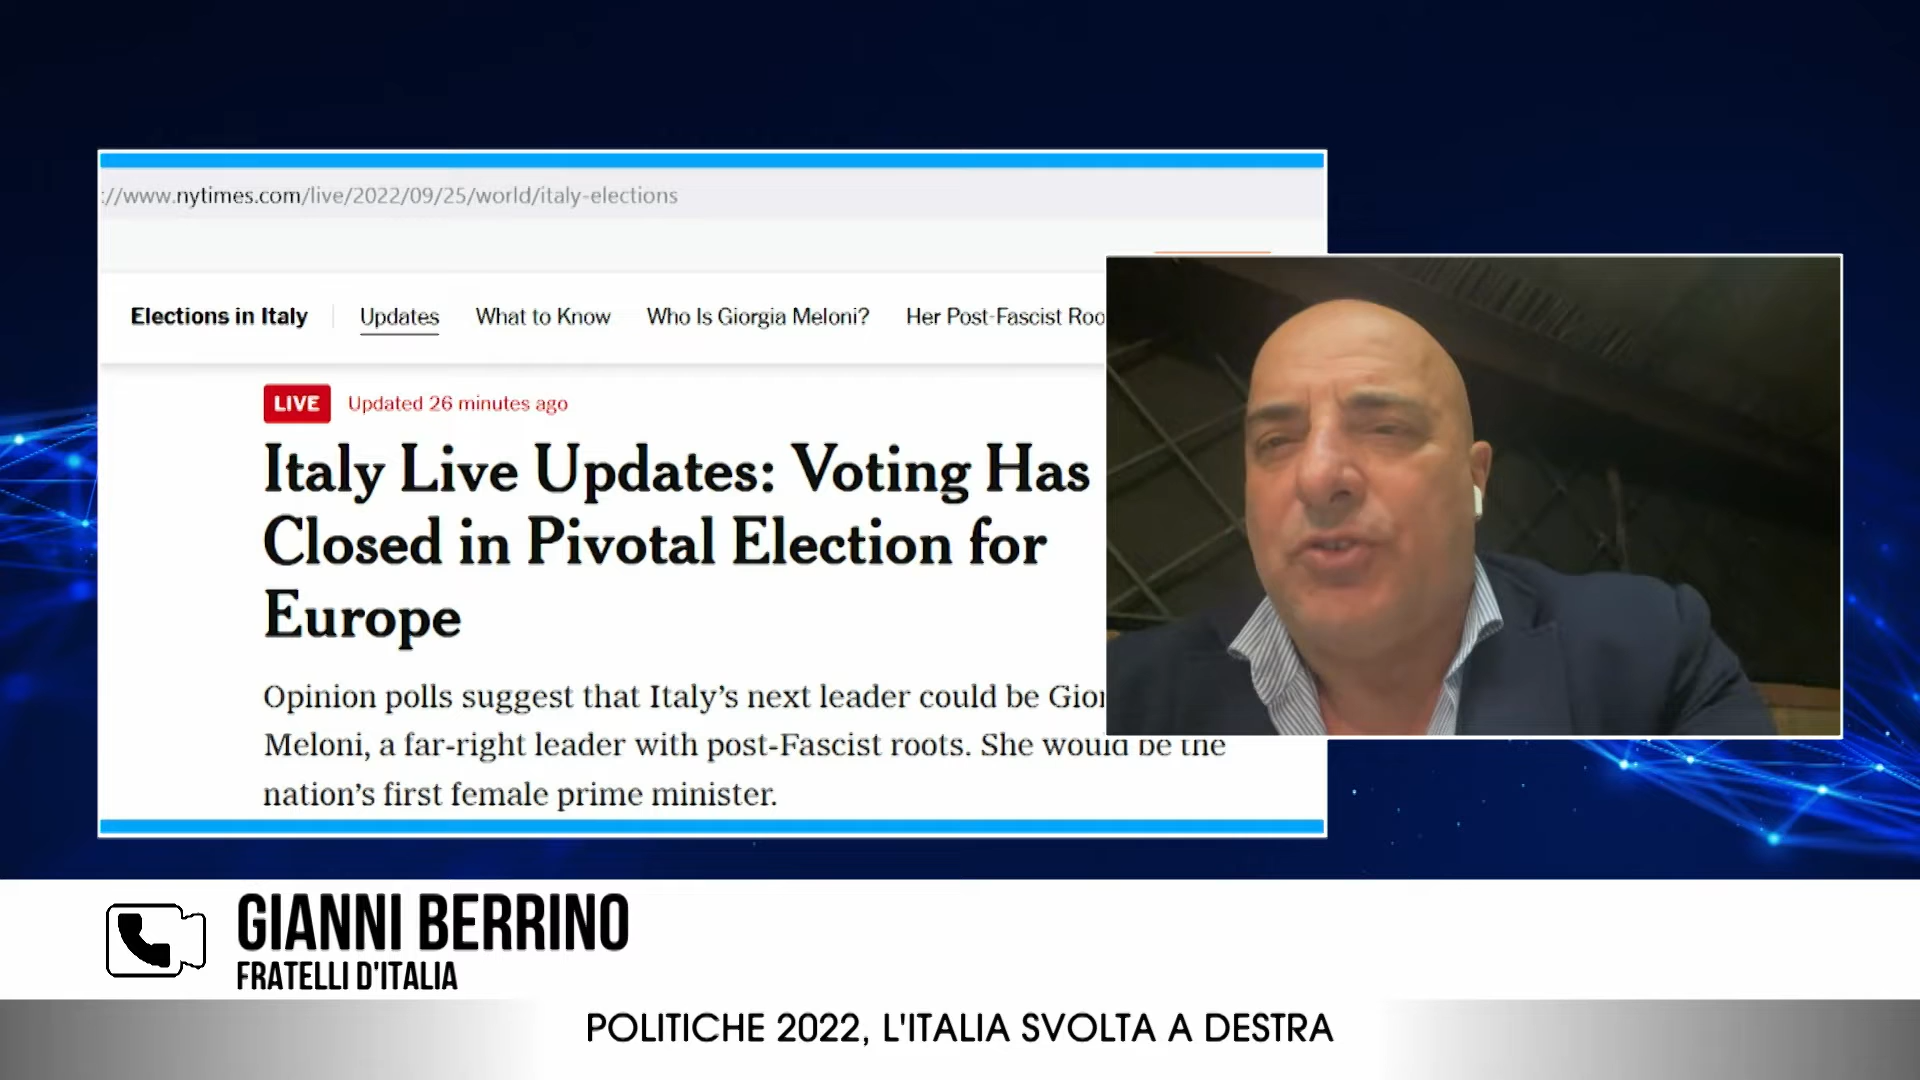 ://www.nytimes.com/live/2022/09/25/world/italy-elections
Elections in Italy Updates What to Know Who Is Giorgia Meloni? Her Post-Fascist
LIVE Updated 26 minutes ago
Italy Live Updates: Voting Has
Closed in Pivotal Election for
Europe
Opinion polls suggest that Italy's next leader could be
Meloni, a far-right leader with post-Fascist roots. She would be the
nation's first female prime minister.
GIANNI BERRINO
FRATELLI D'ITALIA
POLITICHE 2022, L'ITALIA SVOLTA A DESTRA